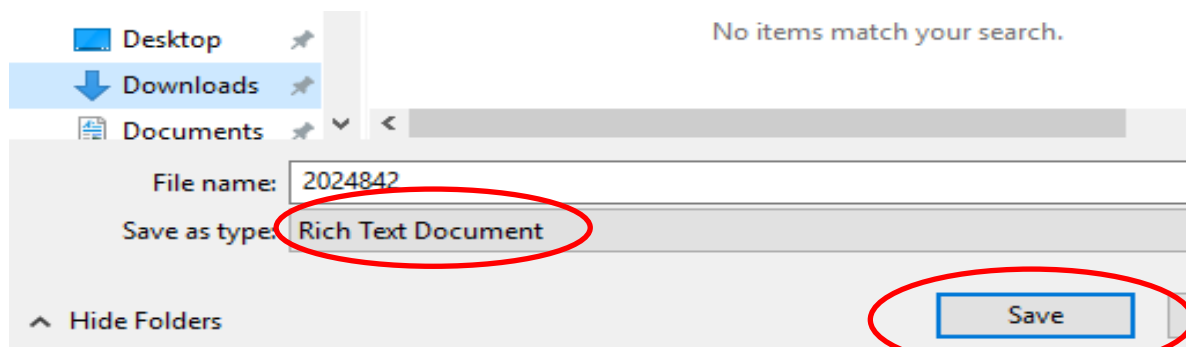 Desktop
No items match your search.
Downloads
Documents
File name: 2024842
Save as type: Rich Text Document
Hide Folders
Save